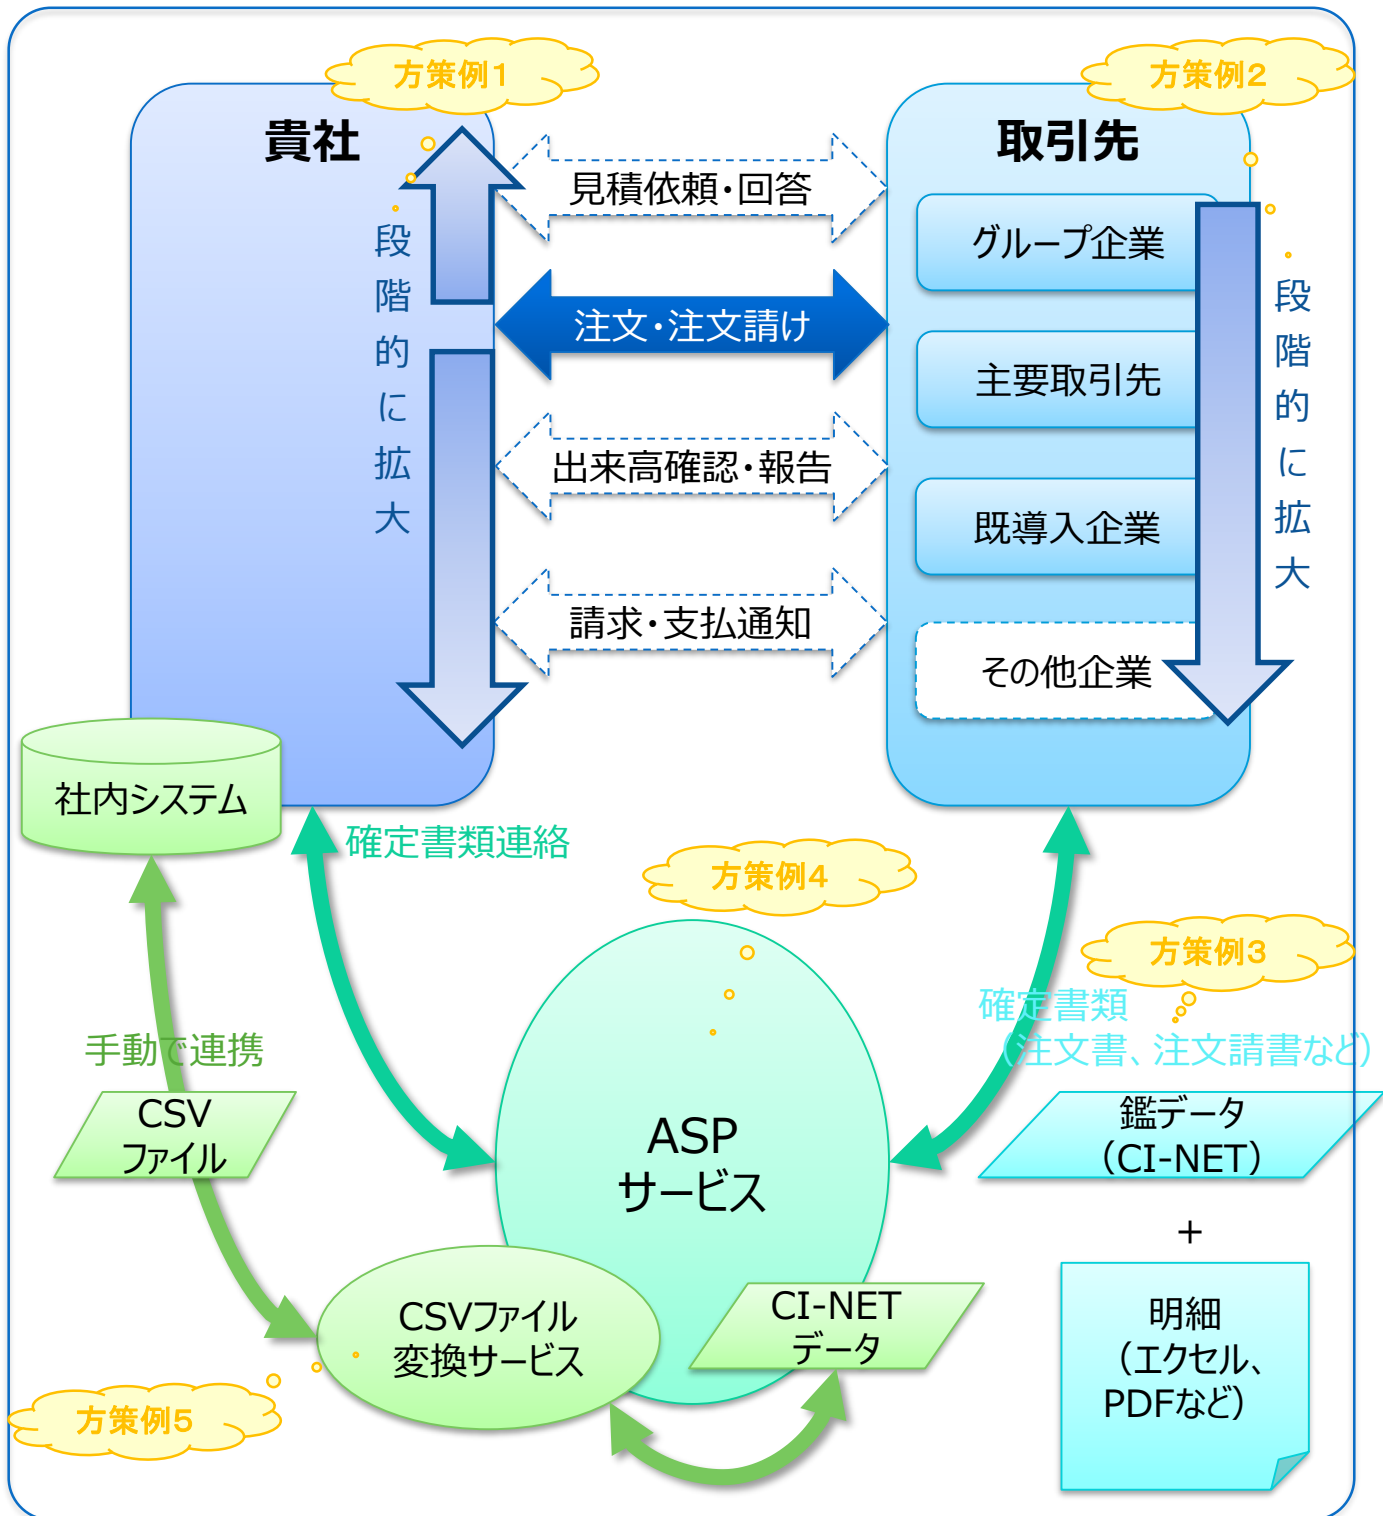 方策例１
方策例２
貴社
取引先
見積依頼・回答
グループ企業
段階的に拡大
段階的に拡大
注文・注文請け
主要取引先
出来高確認・報告
既導入企業
請求・支払通知
その他企業
社内システム
確定書類連絡
方策例４
方策例３
確定書類
（注文書、注文請書など）
手動で連携
CSV
ファイル
鑑データ
（CI-NET）
ASP
サービス
＋
明細
（エクセル、
PDFなど）
CSVファイル
変換サービス
CI-NET
データ
方策例５